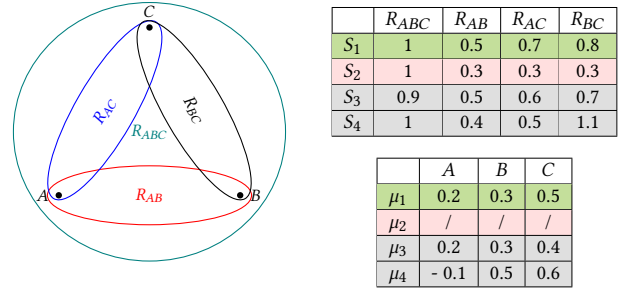 C
R_AC
R_BC
R_ABC
A
R_AB
B
R_ABC R_AB R_AC R_BC
S_1 1 0.5 0.7 0.8
S_2 1 0.3 0.3 0.3
S_3 0.9 0.5 0.6 0.7
S_4 1 0.4 0.5 1.1
A B C
μ_1 0.2 0.3 0.5
μ_2 / / /
μ_3 0.2 0.3 0.4
μ_4 - 0.1 0.5 0.6